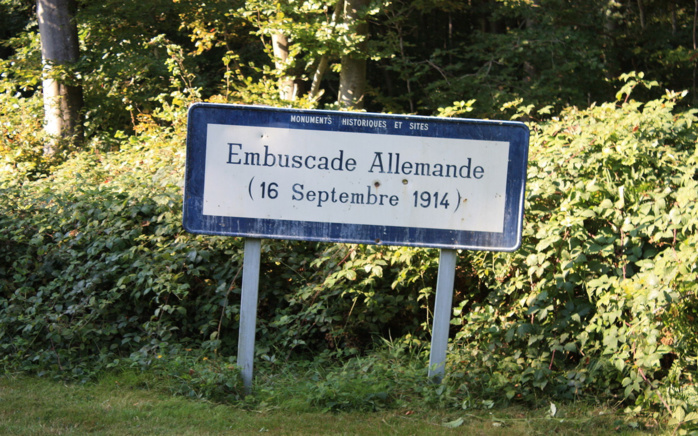 MONUMENTS HISTORIQUES ET SITES
Embuscade Allemande
(16 Septembre 1914)